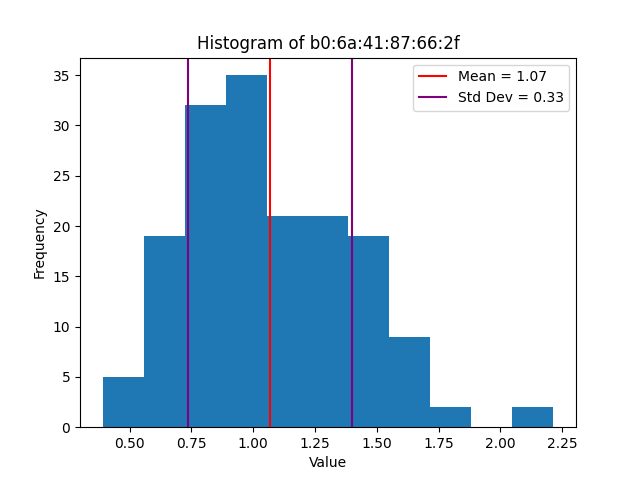 Histogram of b0:6a:41:87:66:2f
Mean = 1.07
Std Dev = 0.33
35
30
25
20
15
10
5
0
Frequency
0.50 0.75 1.00 1.25 1.50 1.75 2.00 2.25
Value